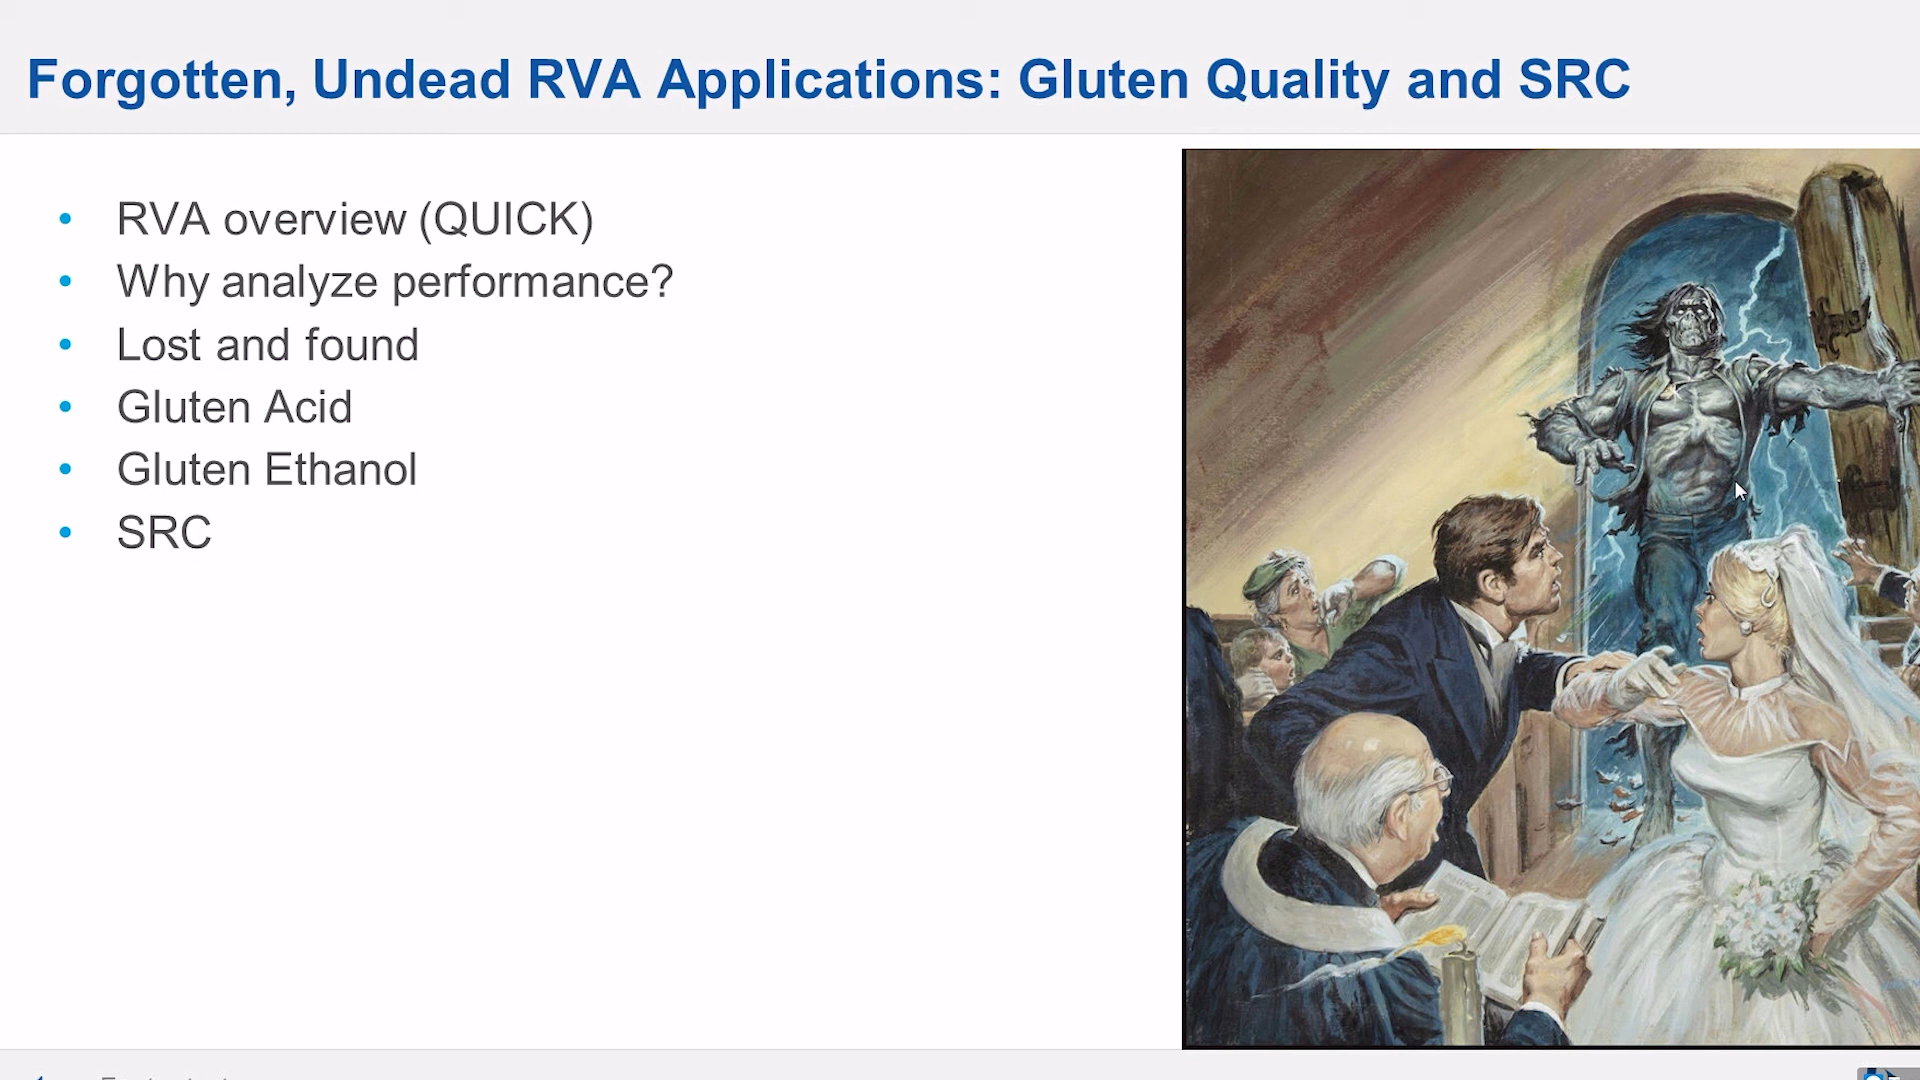 Forgotten, Undead RVA Applications: Gluten Quality and SRC
• RVA overview (QUICK)
• Why analyze performance?
• Lost and found
• Gluten Acid
• Gluten Ethanol
• SRC